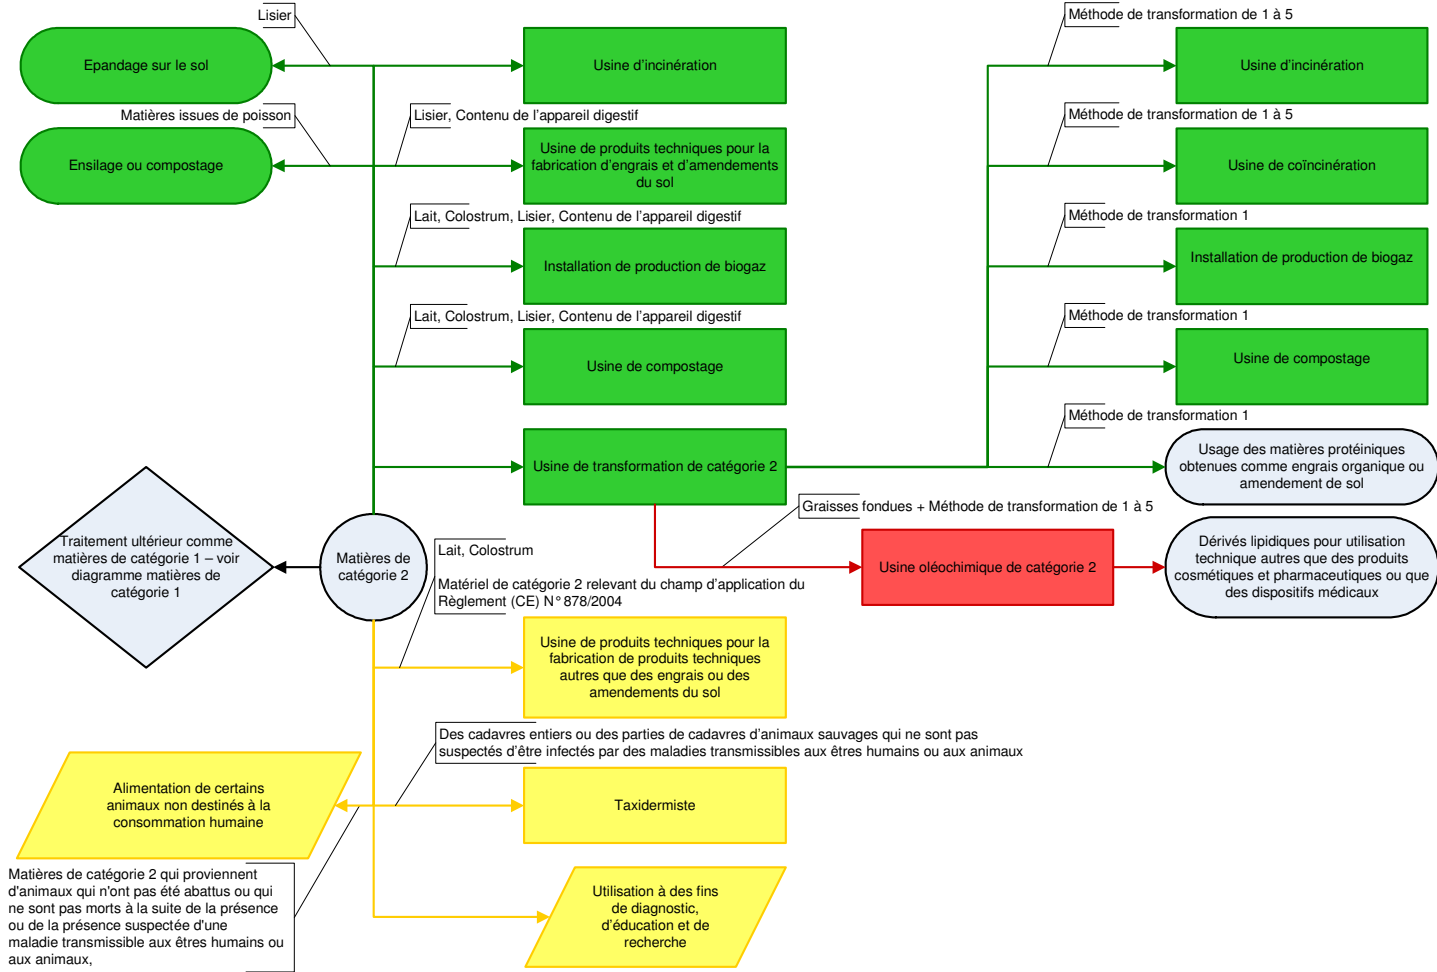 Lisier
Méthode de transformation de 1 à 5
Epandage sur le sol
Usine d'incinération
Usine d'incinération
Matières issues de poisson
Lisier, Contenu de l'appareil digestif
Méthode de transformation de 1 à 5
Ensilage ou compostage
Usine de produits techniques pour la
fabrication d'engrais et d'amendements
du sol
Usine de coïncinération
Lait, Colostrum, Lisier, Contenu de l'appareil digestif
Méthode de transformation 1
Installation de production de biogaz
Installation de production de biogaz
Lait, Colostrum, Lisier, Contenu de l'appareil digestif
Méthode de transformation 1
Usine de compostage
Usine de compostage
Méthode de transformation 1
Usine de transformation de catégorie 2
Usage des matières protéiniques
obtenues comme engrais organique ou
amendement de sol
Graisses fondues + Méthode de transformation de 1 à 5
Traitement ultérieur comme
matières de catégorie 1 – voir
diagramme matières de
catégorie 1
Matières de
catégorie 2
Lait, Colostrum
Matériel de catégorie 2 relevant du champ d'application du
Règlement (CE) N° 878/2004
Usine oléochimique de catégorie 2
Dérivés lipidiques pour utilisation
technique autres que des produits
cosmétiques et pharmaceutiques ou que
des dispositifs médicaux
Usine de produits techniques pour la
fabrication de produits techniques
autres que des engrais ou des
amendements du sol
Des cadavres entiers ou des parties de cadavres d'animaux sauvages qui ne sont pas
suspectés d'être infectés par des maladies transmissibles aux êtres humains ou aux animaux
Alimentation de certains
animaux non destinés à la
consommation humaine
Taxidermiste
Matières de catégorie 2 qui proviennent
d'animaux qui n'ont pas été abattus ou qui
ne sont pas morts à la suite de la présence
ou de la présence suspectée d'une
maladie transmissible aux êtres humains ou
aux animaux,
Utilisation à des fins
de diagnostic,
d'éducation et de
recherche